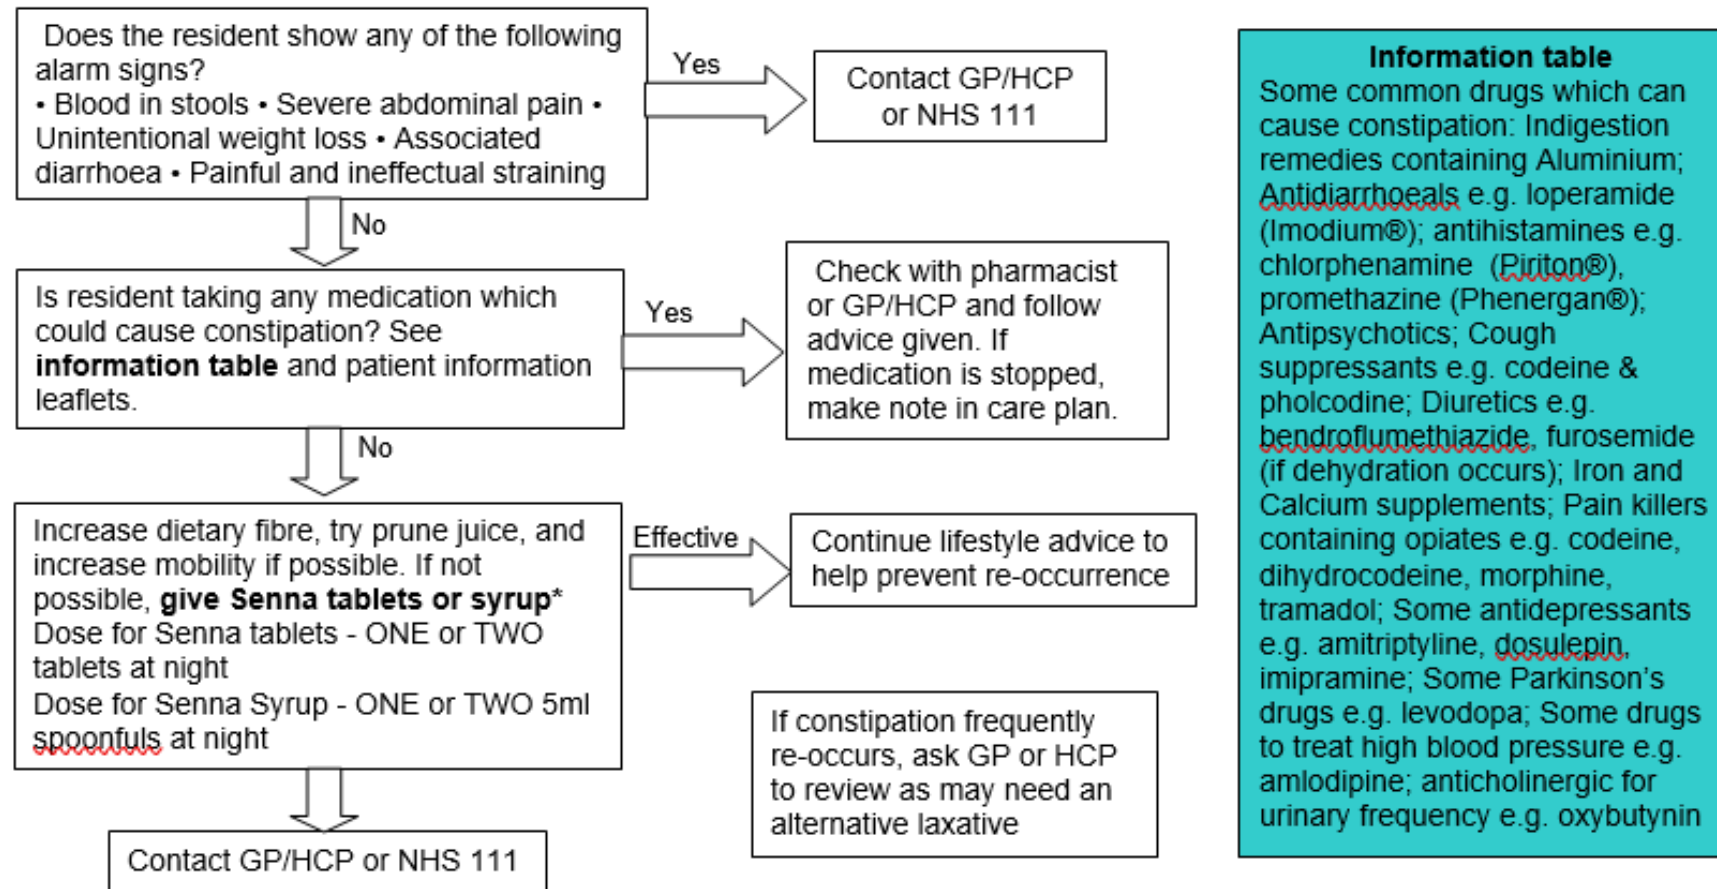 Does the resident show any of the following
alarm signs?
• Blood in stools • Severe abdominal pain •
Unintentional weight loss • Associated
diarrhoea • Painful and ineffectual straining
Yes
Contact GP/HCP
or NHS 111
No
Is resident taking any medication which
could cause constipation? See
information table and patient information
leaflets.
Yes
Check with pharmacist
or GP/HCP and follow
advice given. If
medication is stopped,
make note in care plan.
No
Increase dietary fibre, try prune juice, and
increase mobility if possible. If not
possible, give Senna tablets or syrup*
Dose for Senna tablets - ONE or TWO
tablets at night
Dose for Senna Syrup - ONE or TWO 5ml
spoonfuls at night
Effective
Continue lifestyle advice to
help prevent re-occurrence
If constipation frequently
re-occurs, ask GP or HCP
to review as may need an
alternative laxative
Contact GP/HCP or NHS 111
Information table
Some common drugs which can
cause constipation: Indigestion
remedies containing Aluminium;
Antidiarrhoeals e.g. loperamide
(Imodium®); antihistamines e.g.
chlorphenamine (Piriton®),
promethazine (Phenergan®);
Antipsychotics; Cough
suppressants e.g. codeine &
pholcodine; Diuretics e.g.
bendroflumethiazide, furosemide
(if dehydration occurs); Iron and
Calcium supplements; Pain killers
containing opiates e.g. codeine,
dihydrocodeine, morphine,
tramadol; Some antidepressants
e.g. amitriptyline, dosulepin,
imipramine; Some Parkinson's
drugs e.g. levodopa; Some drugs
to treat high blood pressure e.g.
amlodipine; anticholinergic for
urinary frequency e.g. oxybutynin